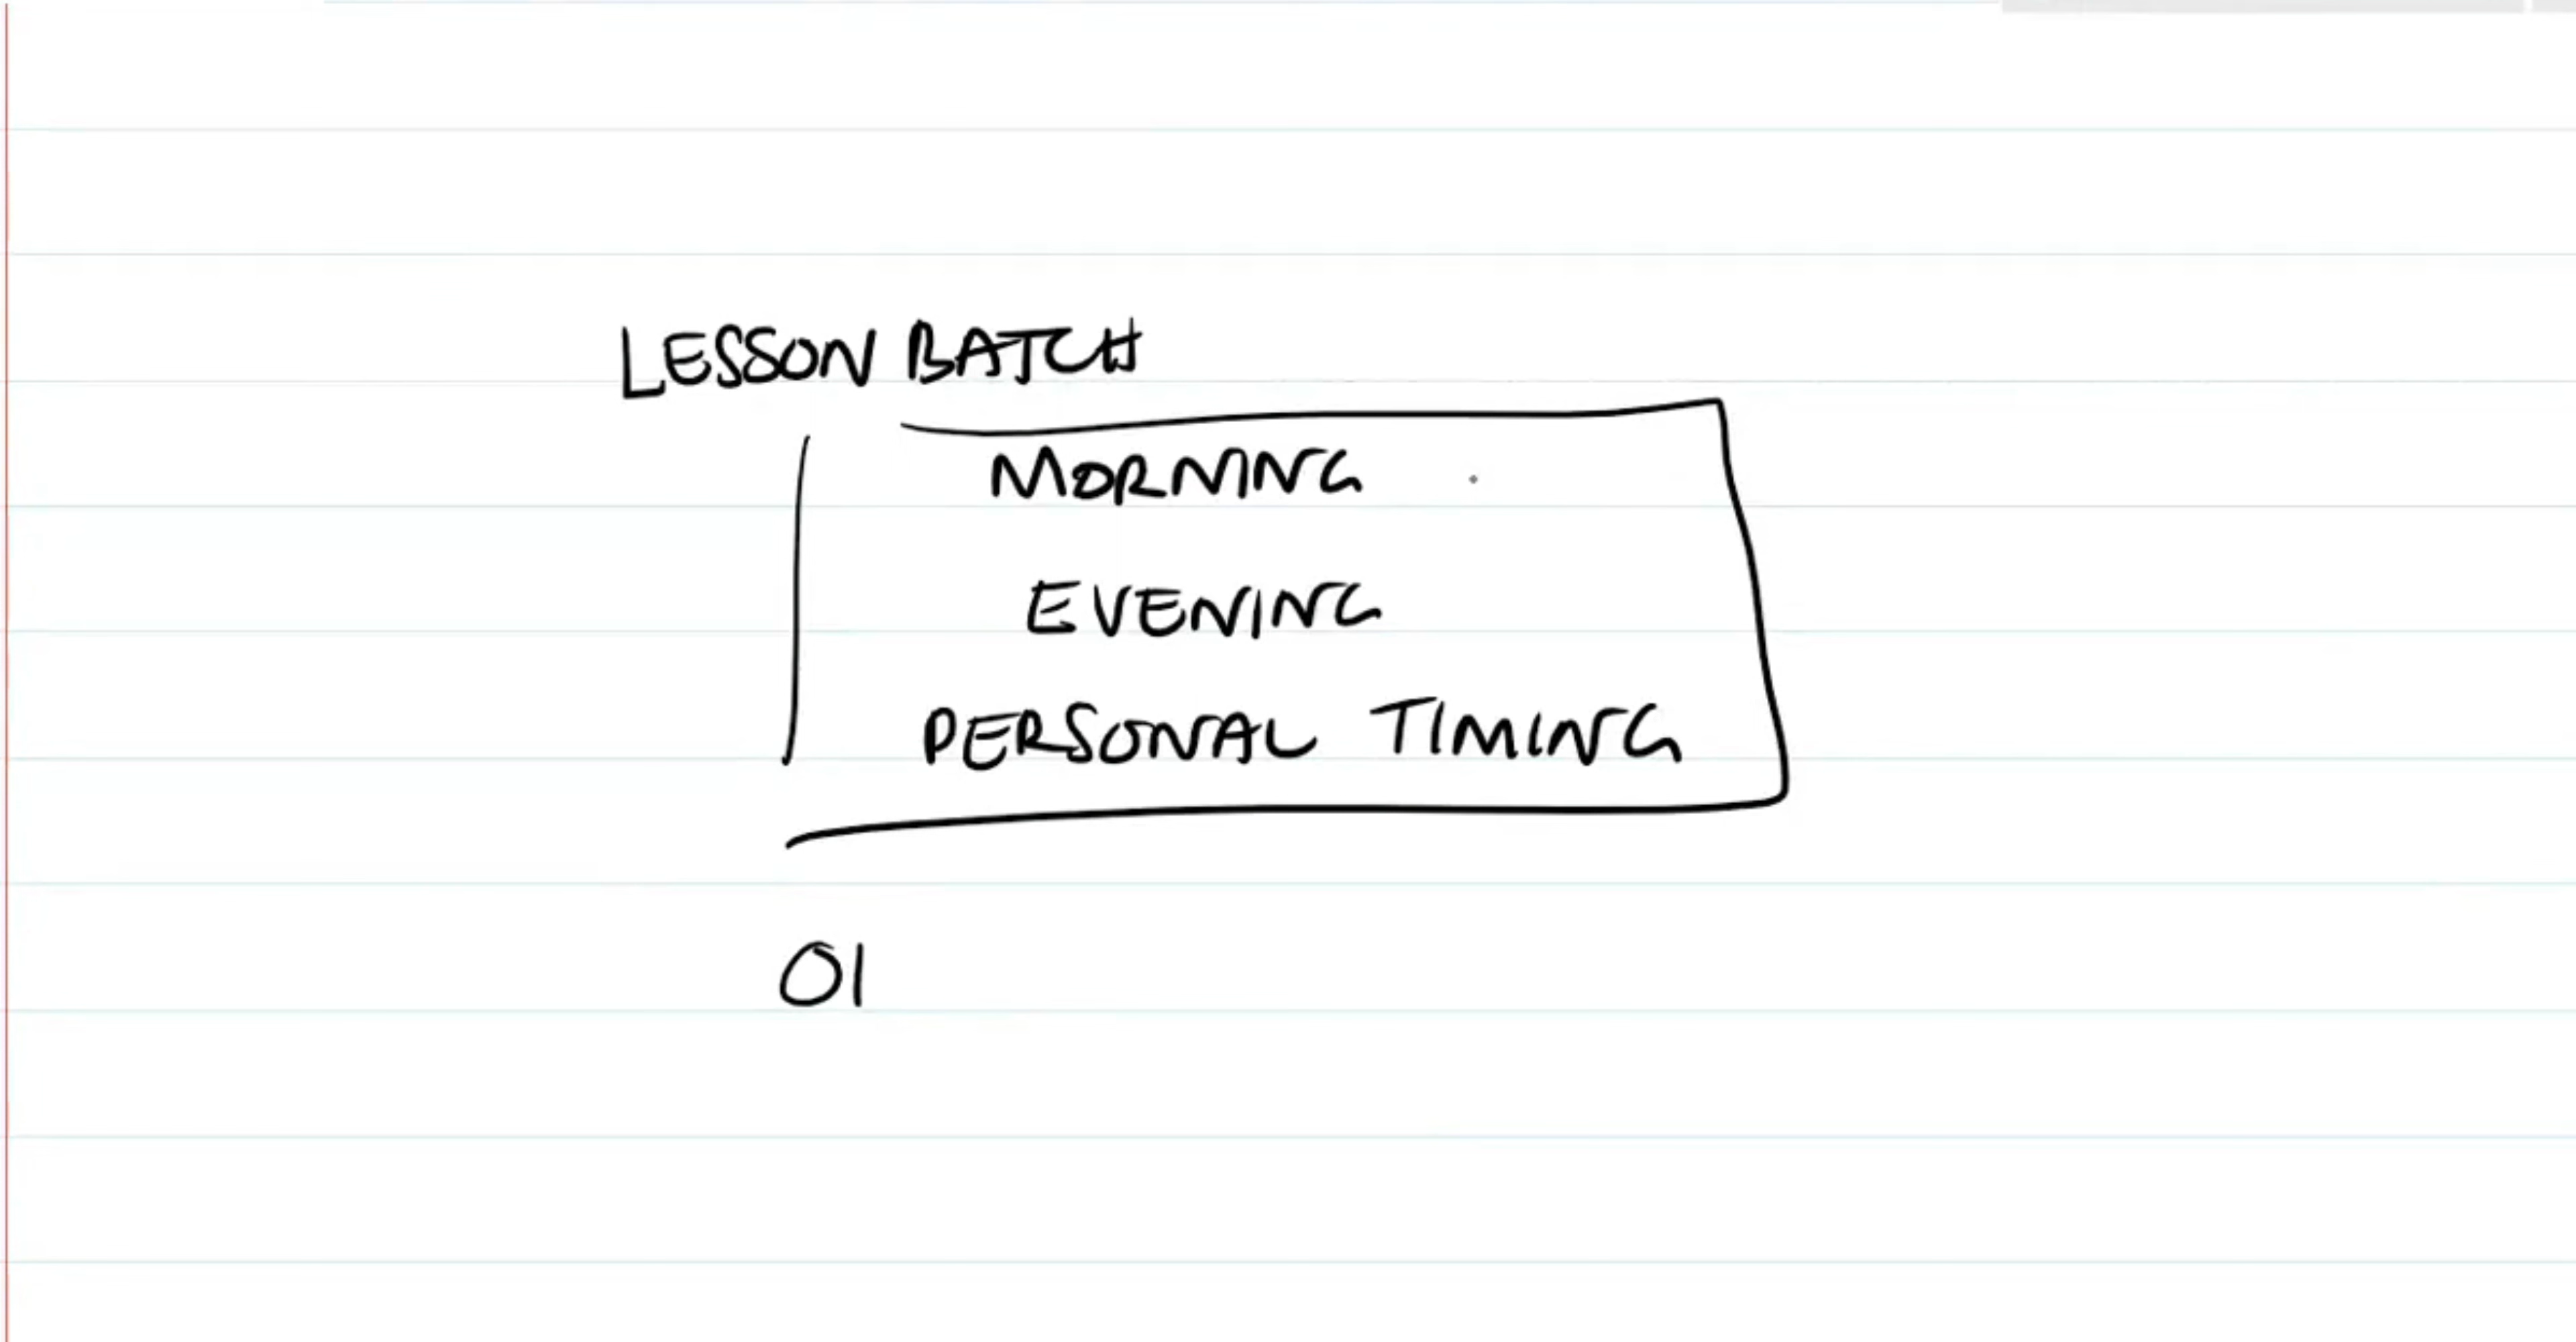 LESSON BATCH
MORNING
EVENING
PERSONAL TIMING
01